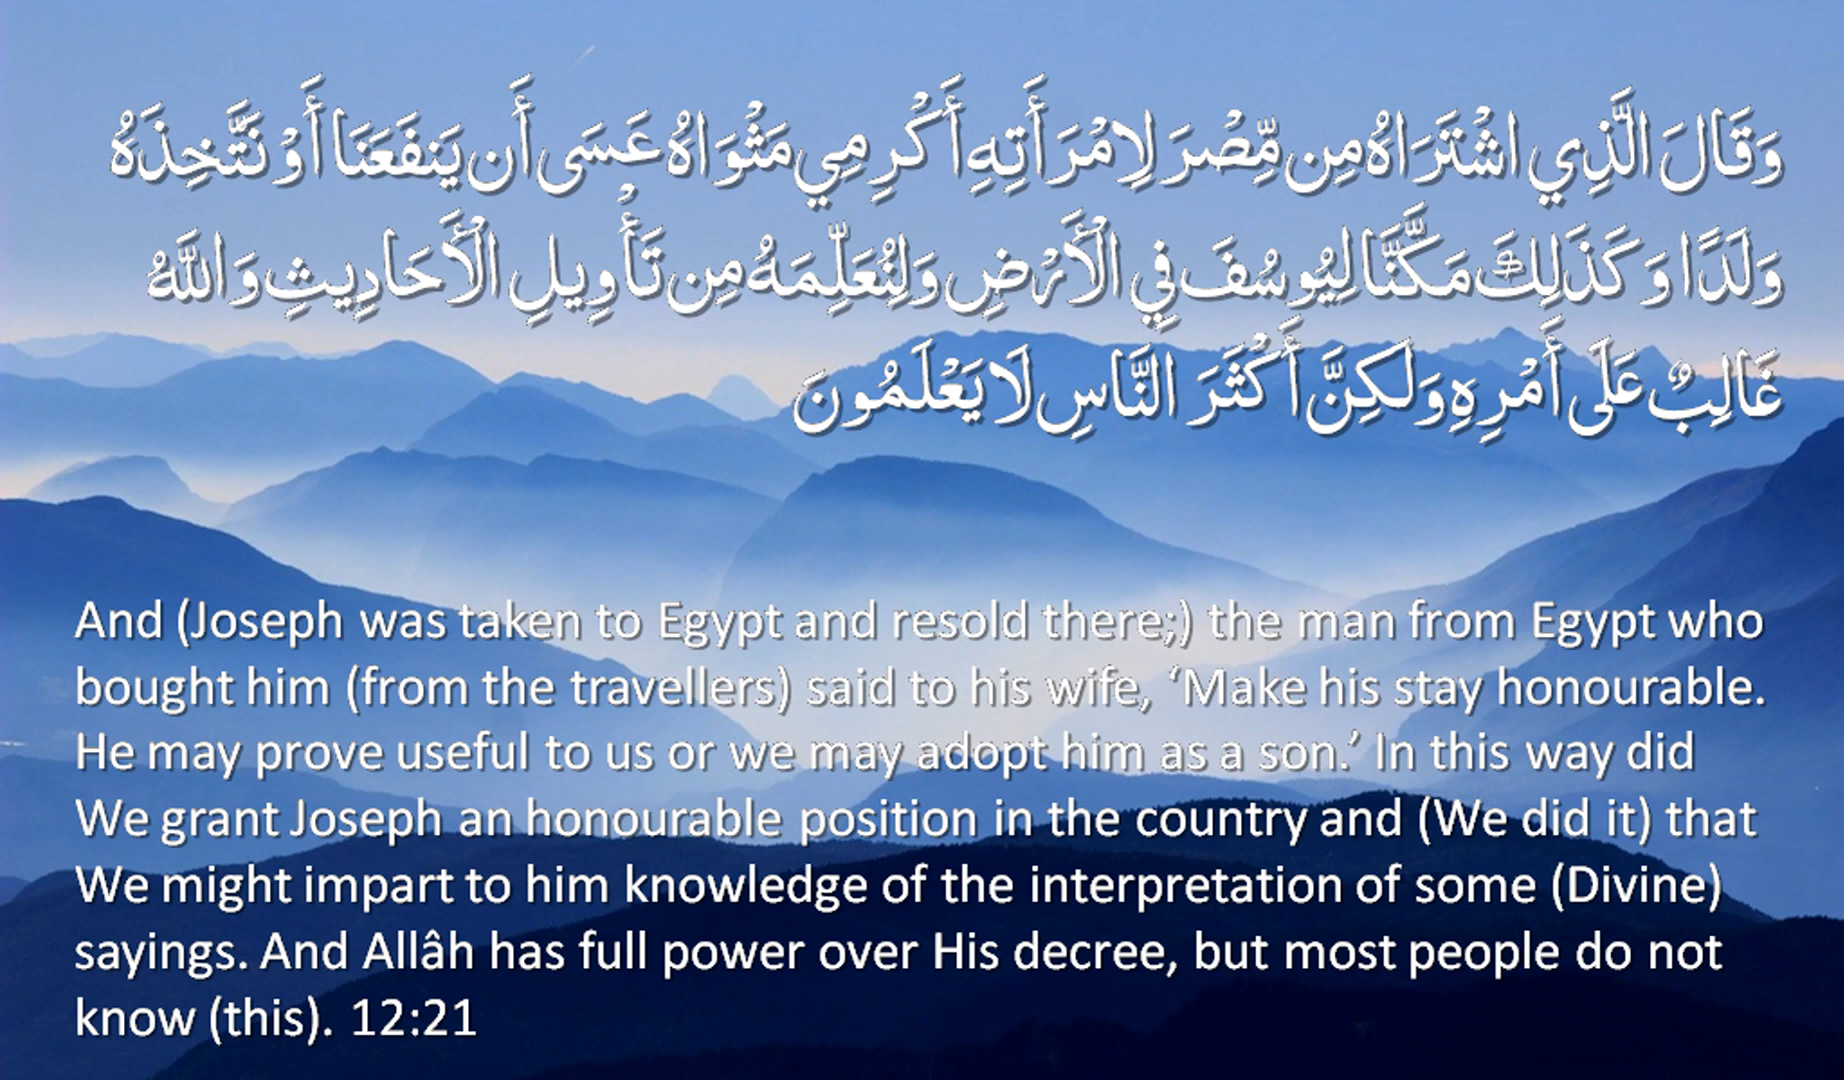 وَقَالَ الَّذِي اشْتَرَاهُ مِن مِّصْرَ لِامْرَأَتِهِ أَكْرِمِي مَثْوَاهُ عَسَى أَن يَنفَعَنَا أَوْ نَتَّخِذَهُ
وَلَدًا وَكَذَلِكَ مَكَّنَّا لِيُوسُفَ فِي الْأَرْضِ وَلِنُعَلِّمَهُ مِن تَأْوِيلِ الْأَحَادِيثِ وَاللَّهُ
غَالِبٌ عَلَى أَمْرِهِ وَلَكِنَّ أَكْثَرَ النَّاسِ لَا يَعْلَمُونَ
And (Joseph was taken to Egypt and resold there;) the man from Egypt who
bought him (from the travellers) said to his wife, ‘Make his stay honourable.
He may prove useful to us or we may adopt him as a son.’ In this way did
We grant Joseph an honourable position in the country and (We did it) that
We might impart to him knowledge of the interpretation of some (Divine)
sayings. And Allâh has full power over His decree, but most people do not
know (this). 12:21